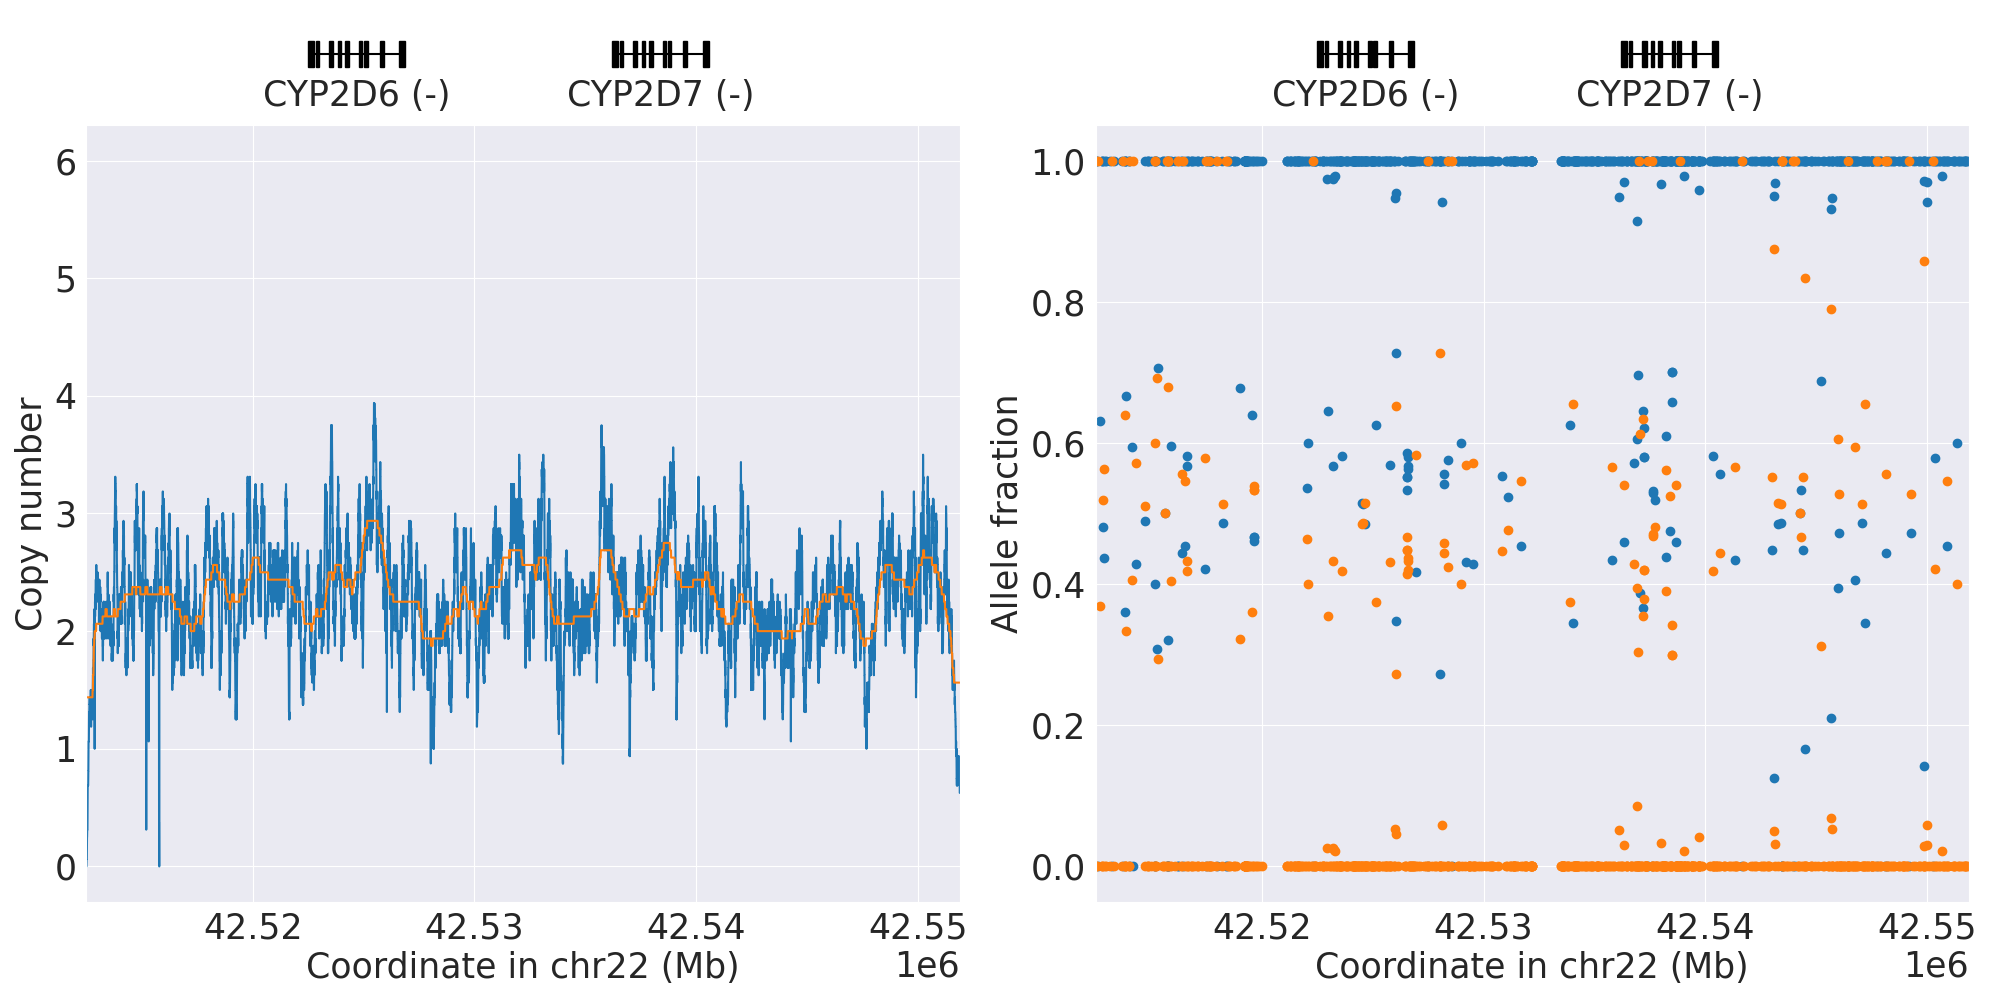 CYP2D6 (-)
CYP2D7 (-)
6
5
4
3
2
1
0
Copy number
42.52
42.53
42.54
42.55
1e6
Coordinate in chr22 (Mb)
CYP2D6 (-)
CYP2D7 (-)
1.0
0.8
0.6
0.4
0.2
0.0
Allele fraction
42.52
42.53
42.54
42.55
1e6
Coordinate in chr22 (Mb)